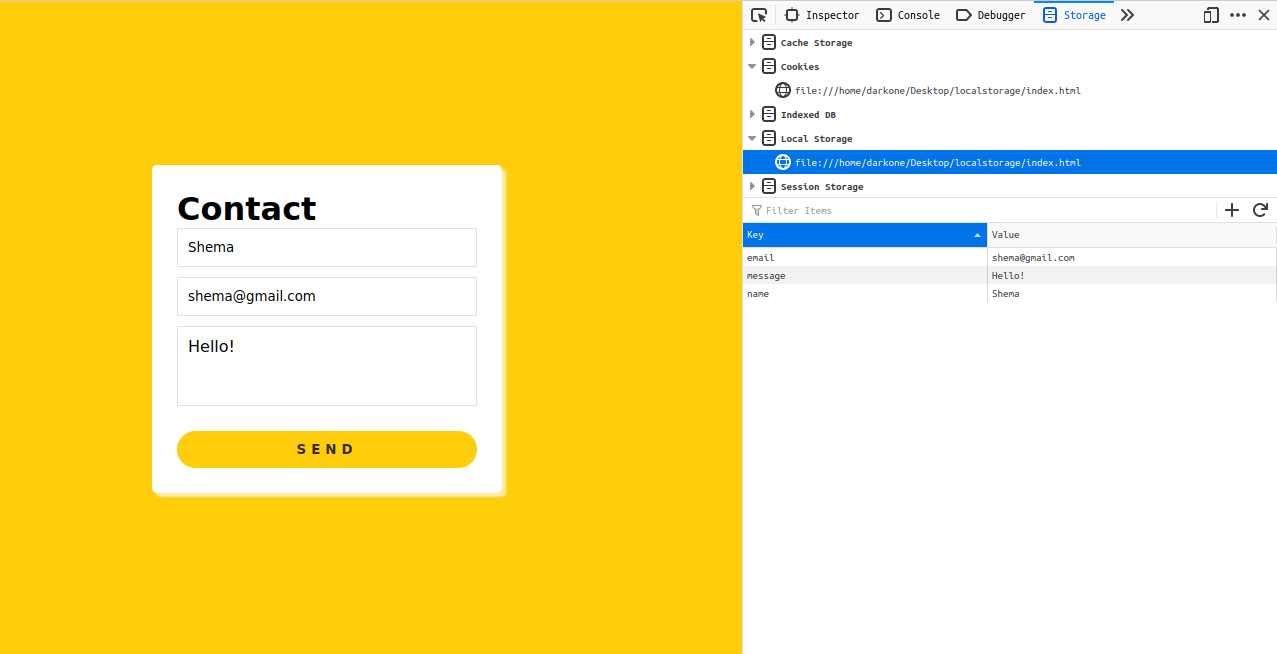 Contact
Shema
shema@gmail.com
Hello!
SEND
Inspector Console Debugger Storage
Cache Storage
Cookies
file:///home/darkone/Desktop/localstorage/index.html
Indexed DB
Local Storage
file:///home/darkone/Desktop/localstorage/index.html
Session Storage
Filter Items
Key Value
email shema@gmail.com
message Hello!
name Shema